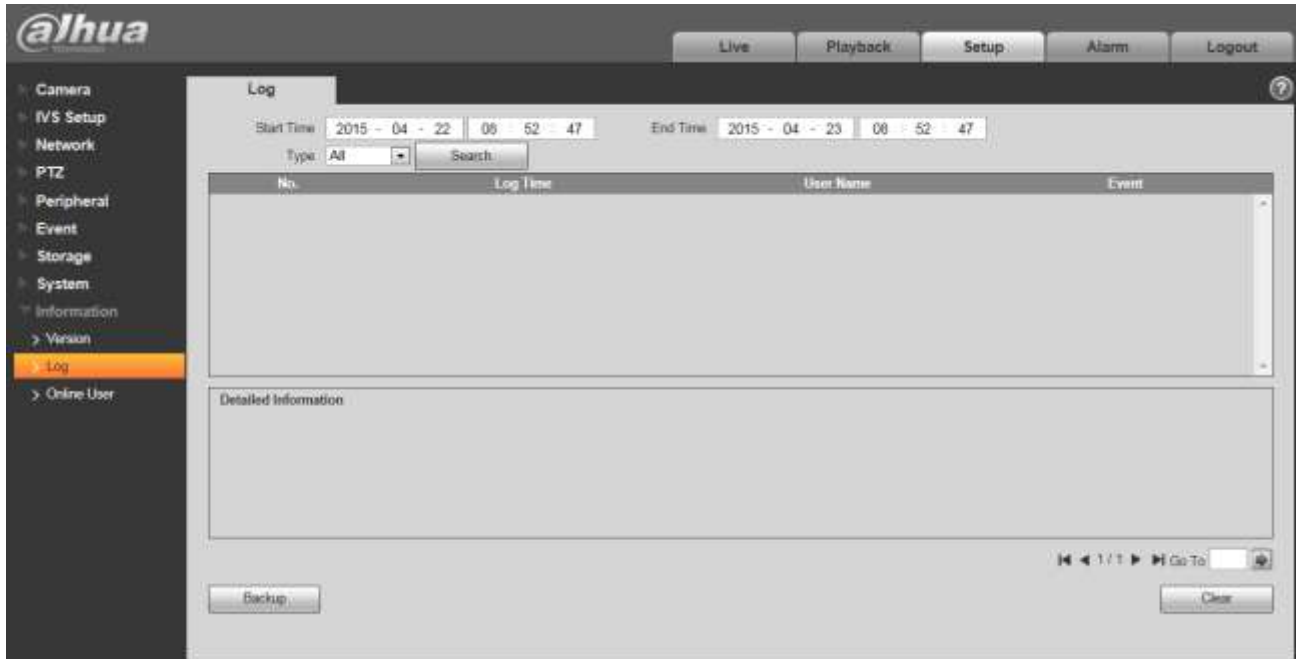 alhua
Live Playback Setup Alarm Logout
Camera
IVS Setup
Network
PTZ
Peripheral
Event
Storage
System
Information
Version
Log
Online User
Log
Start Time 2015 - 04 - 22 08 : 52 : 47 End Time 2015 - 04 - 23 08 : 52 : 47
Type All Search
No. Log Time User Name Event
Detailed Information
1 / 1 Go To
Backup Clear